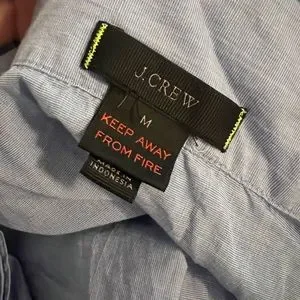 J.CREW
M
KEEP AWAY
FROM FIRE
MADE IN
INDONESIA